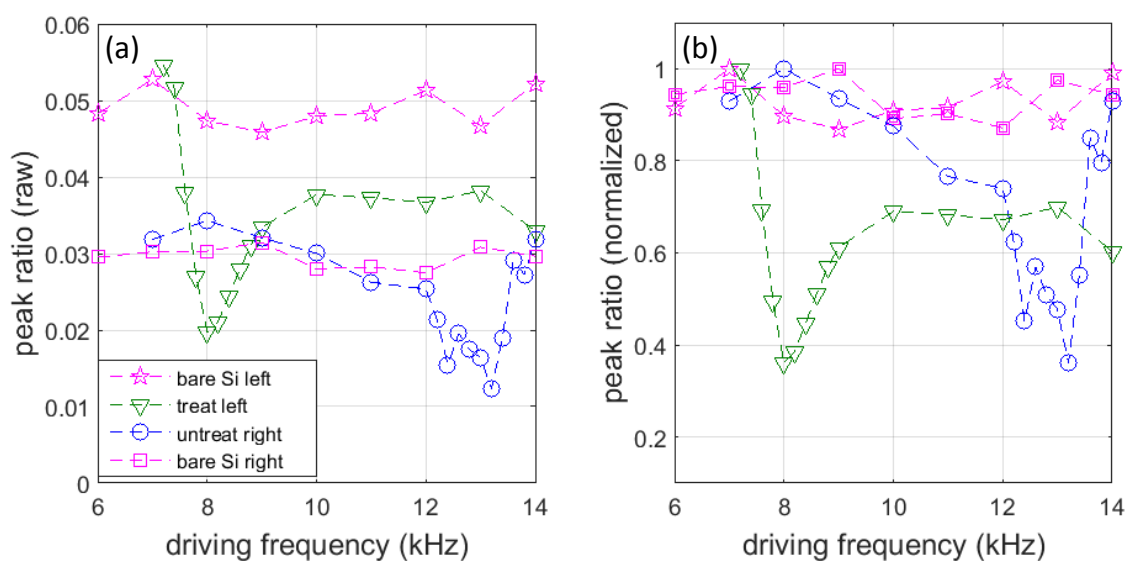 (a)
peak ratio (raw)
0.06
0.05
0.04
0.03
0.02
0.01
0
bare Si left
treat left
untreat right
bare Si right
6
8
10
12
14
driving frequency (kHz)
(b)
peak ratio (normalized)
1
0.8
0.6
0.4
0.2
6
8
10
12
14
driving frequency (kHz)